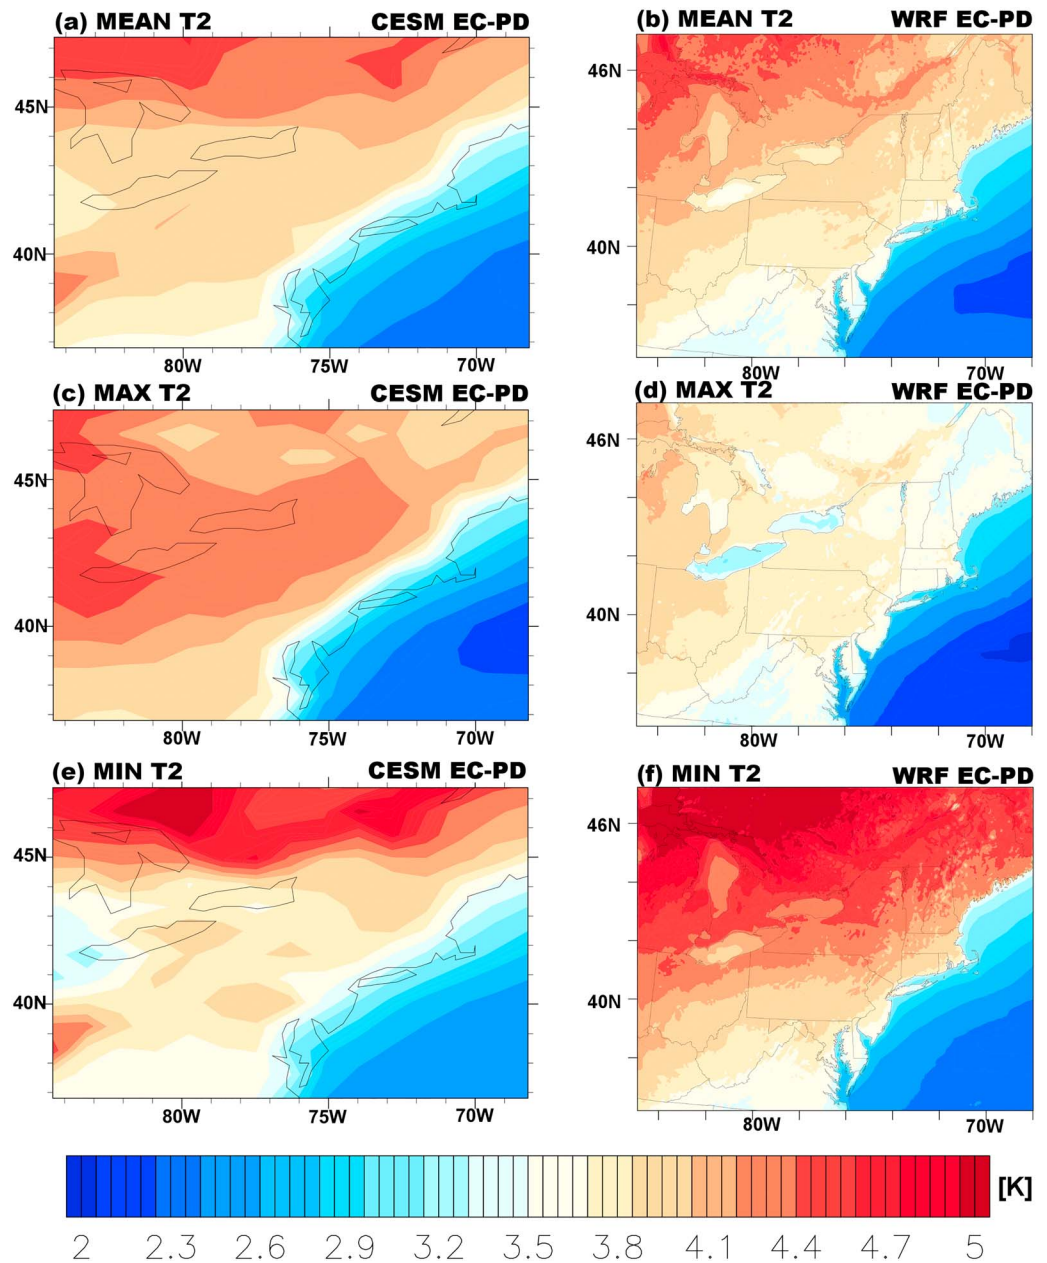 (a) MEAN T2 CESM EC-PD
45N
40N
80W 75W 70W
(b) MEAN T2 WRF EC-PD
46N
40N
80W 70W
(c) MAX T2 CESM EC-PD
45N
40N
80W 75W 70W
(d) MAX T2 WRF EC-PD
46N
40N
80W 70W
(e) MIN T2 CESM EC-PD
45N
40N
80W 75W 70W
(f) MIN T2 WRF EC-PD
46N
40N
80W 70W
[K]
2 2.3 2.6 2.9 3.2 3.5 3.8 4.1 4.4 4.7 5